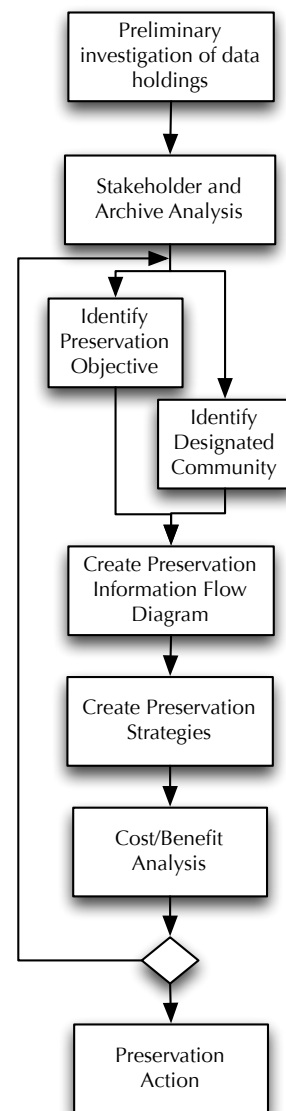 Preliminary
investigation of data
holdings
Stakeholder and
Archive Analysis
Identify
Preservation
Objective
Identify
Designated
Community
Create Preservation
Information Flow
Diagram
Create Preservation
Strategies
Cost/Benefit
Analysis
Preservation
Action